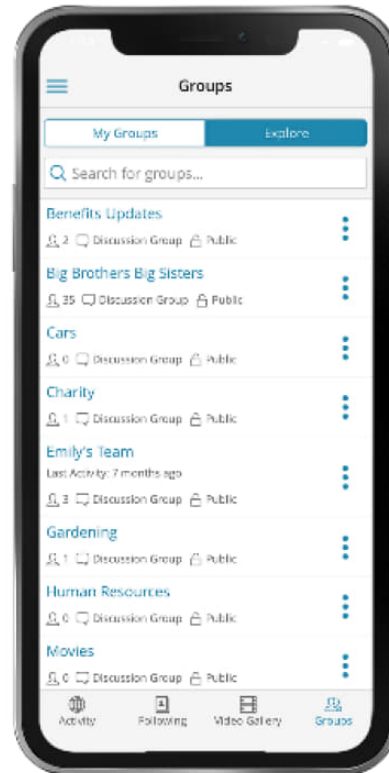 Groups
My Groups Explore
Search for groups...
Benefits Updates
2 Discussion Group Public
Big Brothers Big Sisters
35 Discussion Group Public
Cars
0 Discussion Group Public
Charity
1 Discussion Group Public
Emily's Team
Last Activity: 7 months ago
3 Discussion Group Public
Gardening
1 Discussion Group Public
Human Resources
0 Discussion Group Public
Movies
0 Discussion Group Public
Activity Following Video Gallery Groups